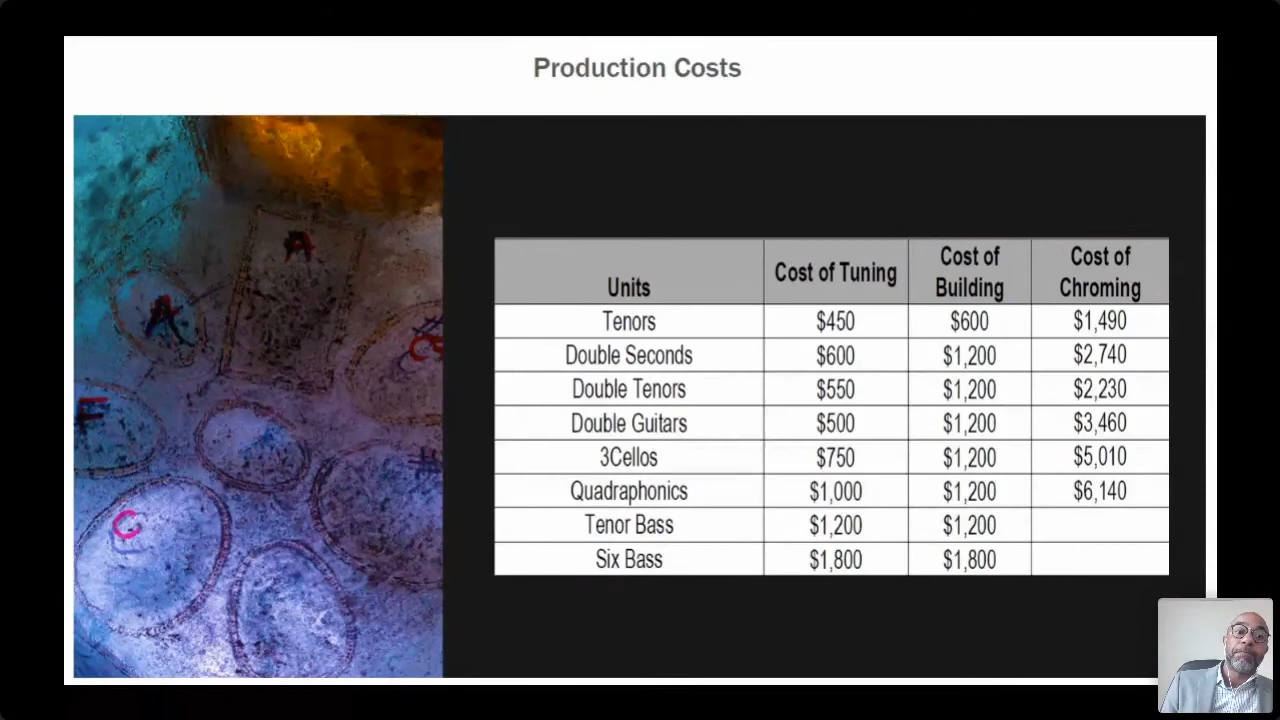 Production Costs
Units Cost of Tuning Cost of Building Cost of Chroming
Tenors $450 $600 $1,490
Double Seconds $600 $1,200 $2,740
Double Tenors $550 $1,200 $2,230
Double Guitars $500 $1,200 $3,460
3Cellos $750 $1,200 $5,010
Quadraphonics $1,000 $1,200 $6,140
Tenor Bass $1,200 $1,200
Six Bass $1,800 $1,800
A
A
C#
F
#
C